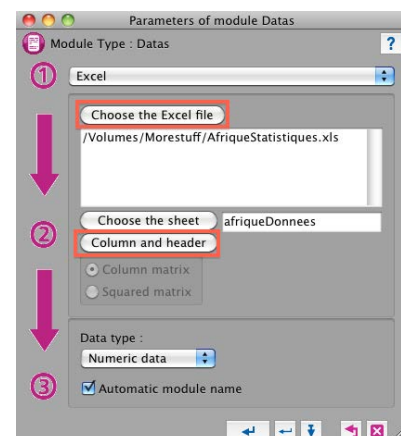 Parameters of module Datas
Module Type : Datas
?
1
Excel
Choose the Excel file
/Volumes/Morestuff/AfriqueStatistiques.xls
2
Choose the sheet afriqueDonnees
Column and header
Column matrix
Squared matrix
Data type :
Numeric data
3
Automatic module name